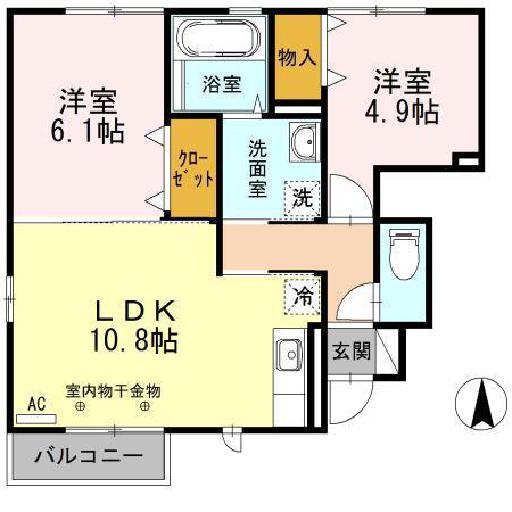 物入
浴室
洋室
6.1帖
洋室
4.9帖
クロー
ゼット
洗
面
室
洗
冷
LDK
10.8帖
玄関
室内物干金物
AC
バルコニー